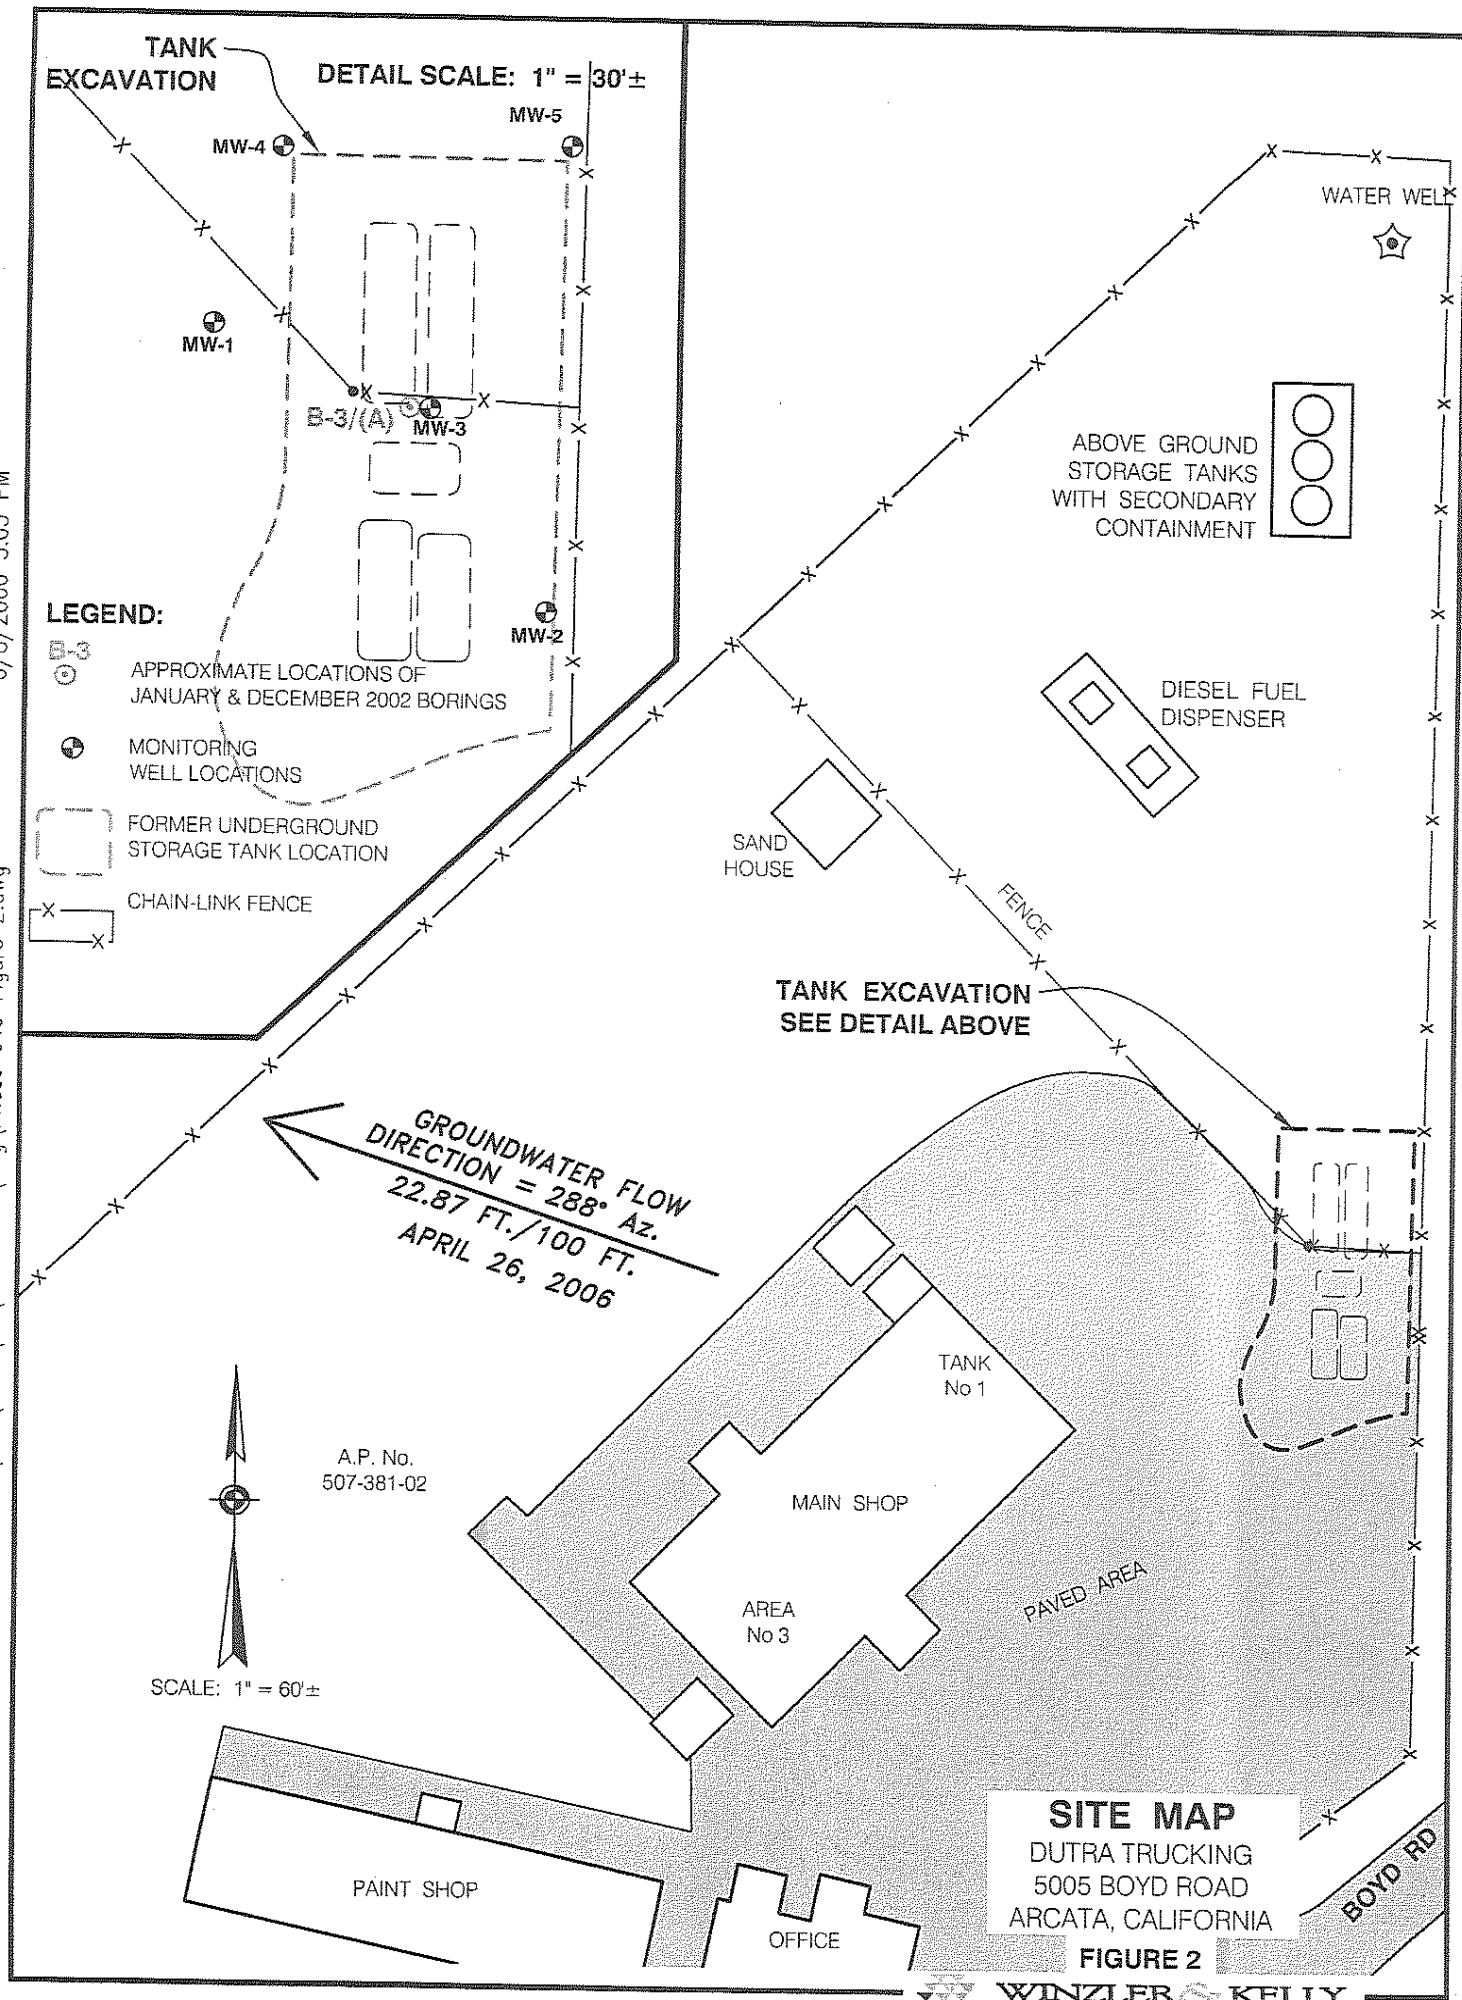 TANK
EXCAVATION
DETAIL SCALE: 1" = 30'±
MW-5
MW-4
MW-1
B-3/(A)
MW-3
MW-2
LEGEND:
B-3
APPROXIMATE LOCATIONS OF
JANUARY & DECEMBER 2002 BORINGS
MONITORING
WELL LOCATIONS
FORMER UNDERGROUND
STORAGE TANK LOCATION
CHAIN-LINK FENCE
WATER WELL
ABOVE GROUND
STORAGE TANKS
WITH SECONDARY
CONTAINMENT
DIESEL FUEL
DISPENSER
SAND
HOUSE
FENCE
TANK EXCAVATION
SEE DETAIL ABOVE
GROUNDWATER FLOW
DIRECTION = 288° Az.
22.87 FT./100 FT.
APRIL 26, 2006
TANK
No 1
A.P. No.
507-381-02
MAIN SHOP
AREA
No 3
PAVED AREA
SCALE: 1" = 60'±
PAINT SHOP
OFFICE
SITE MAP
DUTRA TRUCKING
5005 BOYD ROAD
ARCATA, CALIFORNIA
FIGURE 2
BOYD RD
WINZLER & KELLY